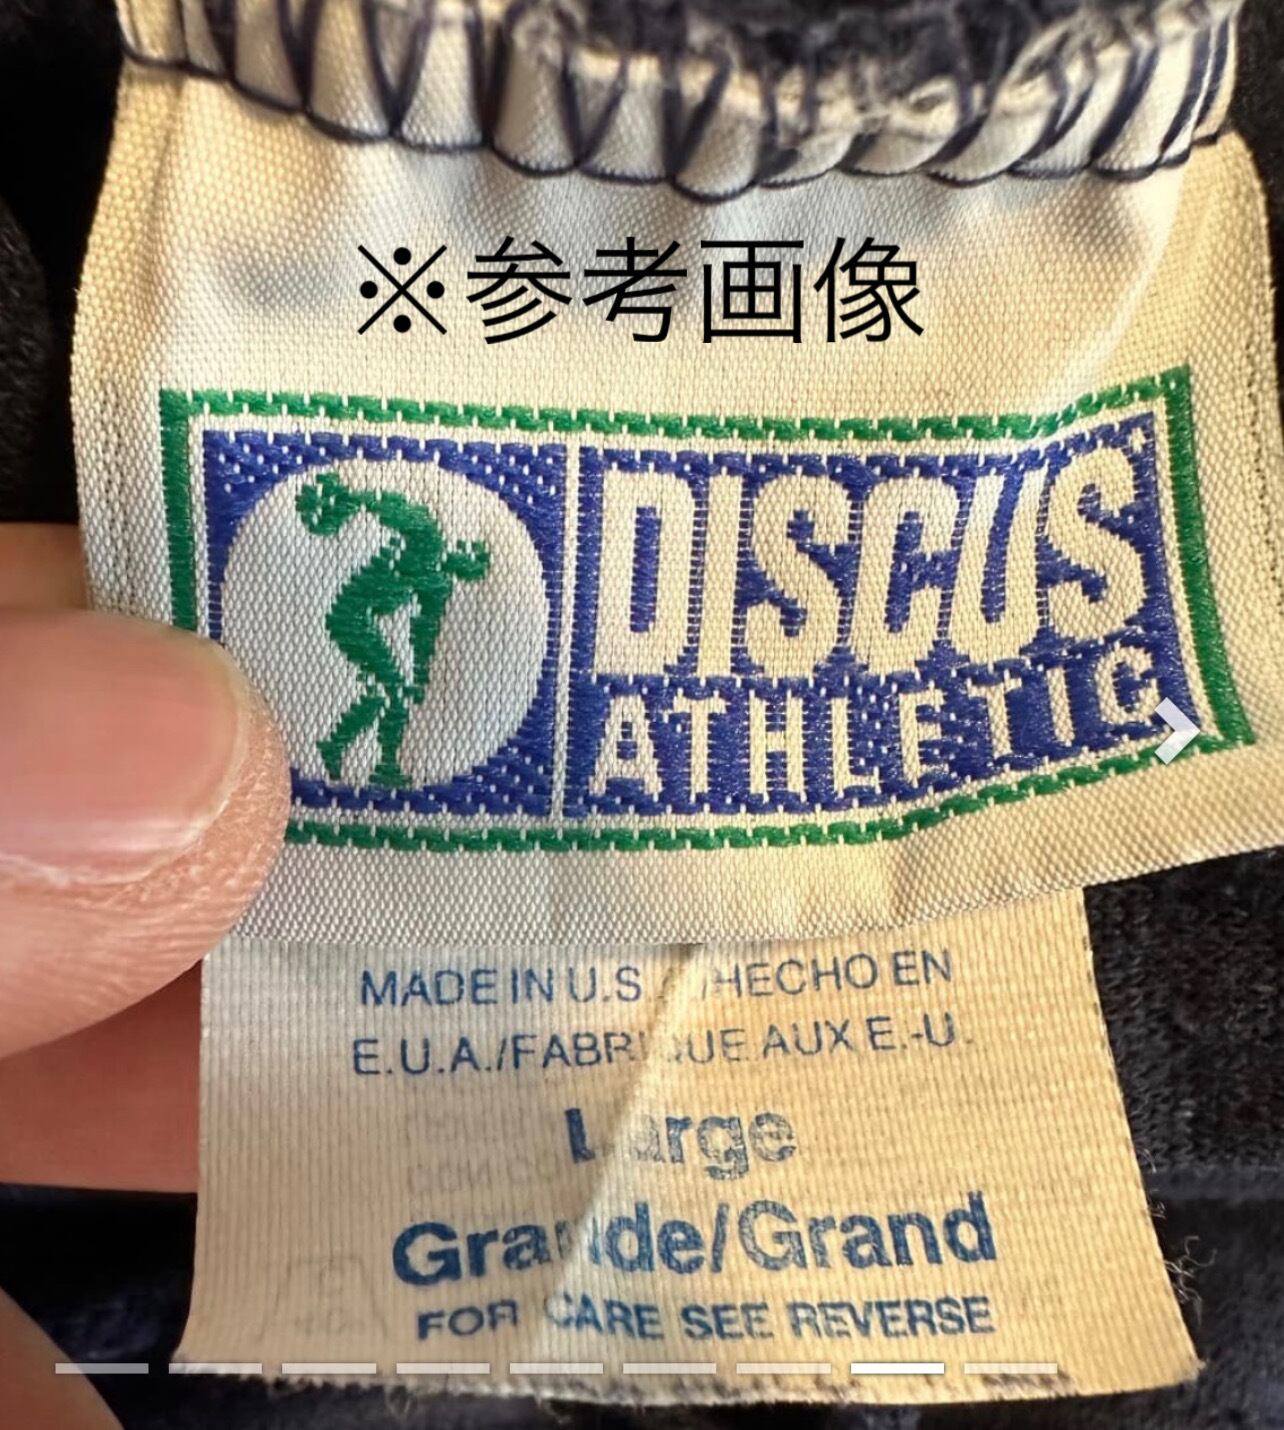 ※参考画像
DISCUS
ATHLETIC
MADE IN U.S. /HECHO EN
E.U.A./FABRIQUE AUX E.-U.
Large
Grande/Grand
FOR CARE SEE REVERSE